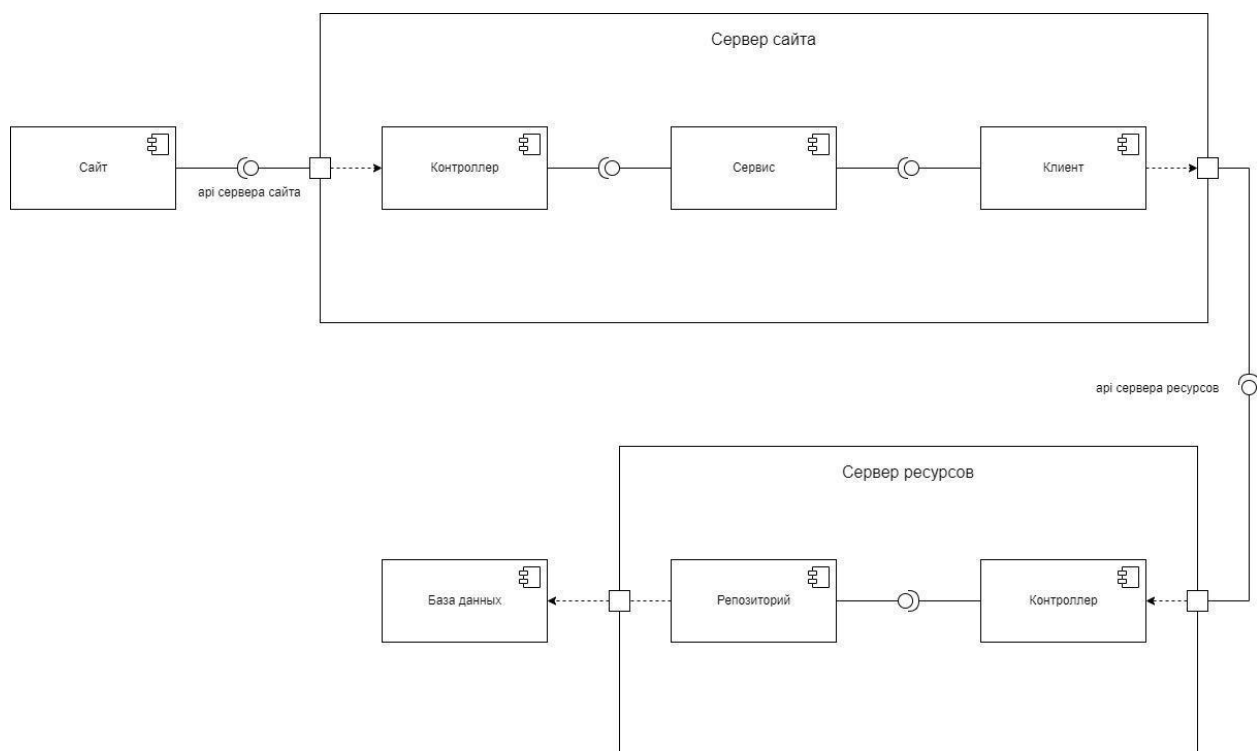 Сервер сайта
Сайт
api сервера сайта
Контроллер
Сервис
Клиент
api сервера ресурсов
Сервер ресурсов
База данных
Репозиторий
Контроллер